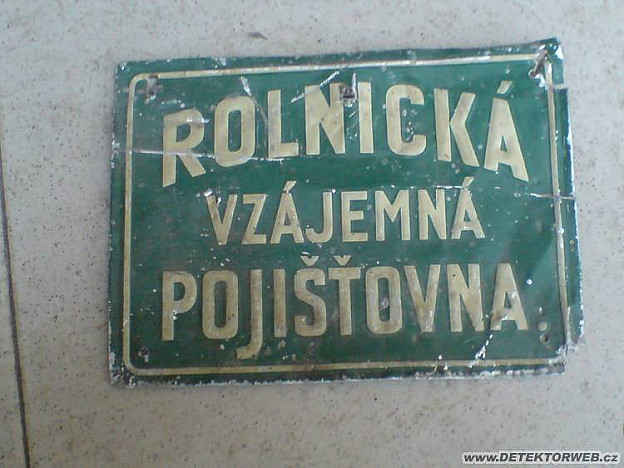 ROLNICKÁ
VZÁJEMNÁ
POJIŠŤOVNA.
www.DETEKTORWEB.cz